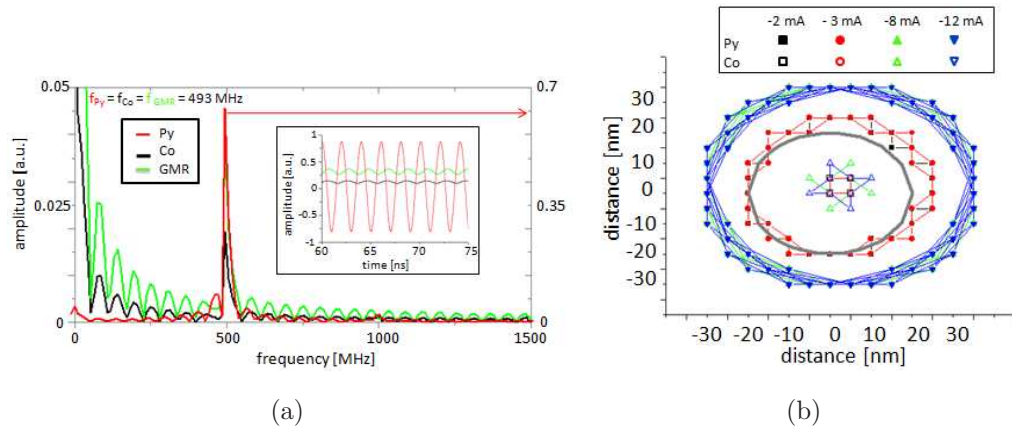 0.05
0.025
0
amplitude [a.u.]
f Py = f Co = f GMR = 493 MHz
Py
Co
GMR
1
0.5
0
-0.5
-1
amplitude [a.u.]
60 65 70 75
time [ns]
0.7
0.35
0
0 500 1000 1500
frequency [MHz]
(a)
-2 mA - 3 mA -8 mA -12 mA
Py
Co
30
20
10
0
-10
-20
-30
distance [nm]
-30 -20 -10 0 10 20 30
distance [nm]
(b)